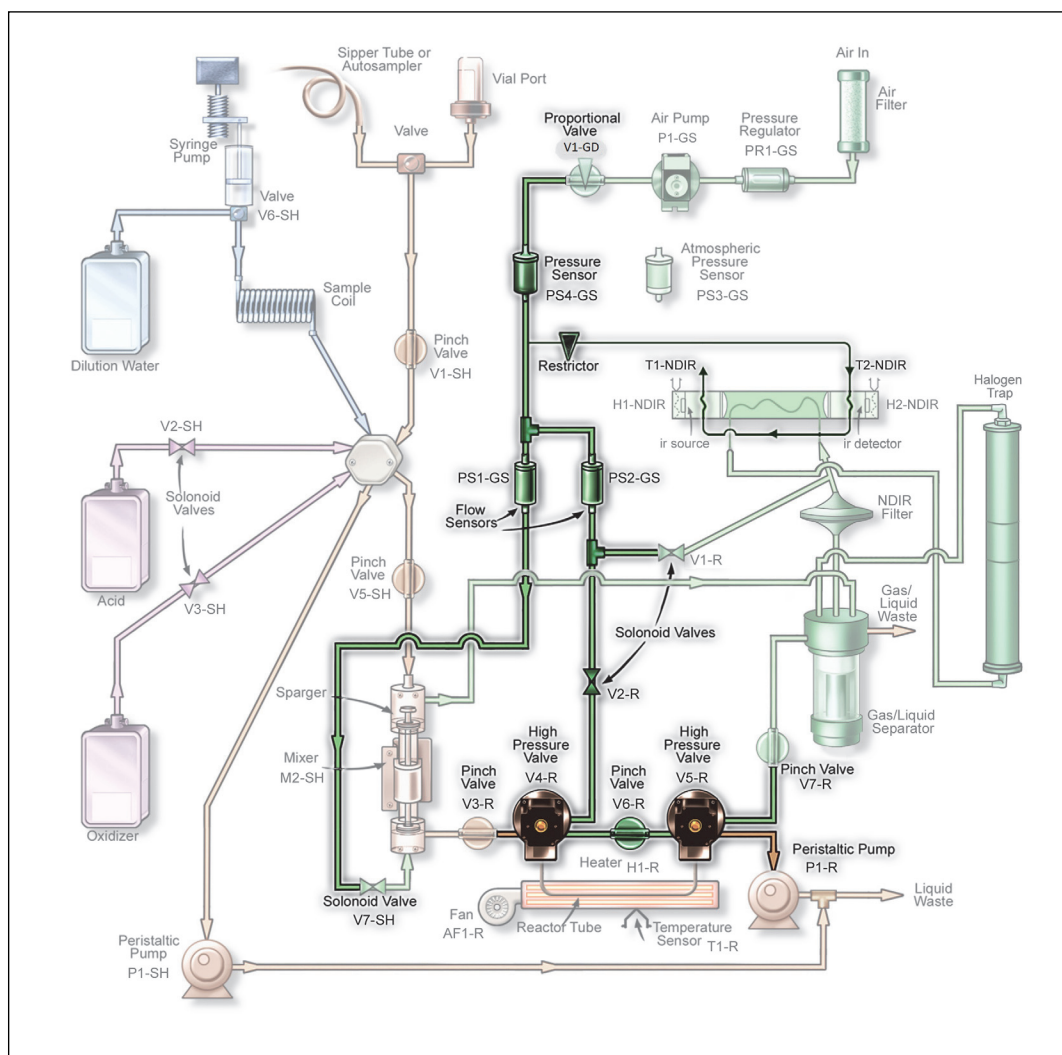 Sipper Tube or
Autosampler
Vial Port
Valve
Syringe
Pump
Valve
V6-SH
Dilution Water
Sample
Coil
Proportional
Valve
V1-GD
Air Pump
P1-GS
Pressure
Regulator
PR1-GS
Air In
Air
Filter
Pressure
Sensor
PS4-GS
Atmospheric
Pressure
Sensor
PS3-GS
Pinch
Valve
V1-SH
Restrictor
T1-NDIR
T2-NDIR
H1-NDIR
H2-NDIR
ir source
ir detector
Halogen
Trap
V2-SH
Solonoid
Valves
Acid
V3-SH
Oxidizer
PS1-GS
PS2-GS
Flow
Sensors
NDIR
Filter
V1-R
Pinch
Valve
V5-SH
Solonoid Valves
V2-R
Gas/
Liquid
Waste
Gas/Liquid
Separator
Sparger
Mixer
M2-SH
Pinch
Valve
V3-R
High
Pressure
Valve
V4-R
Pinch
Valve
V6-R
High
Pressure
Valve
V5-R
Pinch Valve
V7-R
Heater
H1-R
Peristaltic Pump
P1-R
Solonoid Valve
V7-SH
Fan
AF1-R
Reactor Tube
Temperature
Sensor
T1-R
Liquid
Waste
Peristaltic
Pump
P1-SH